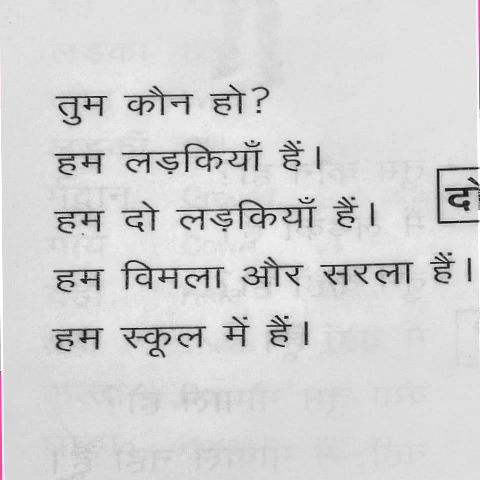 तुम कौन हो?
हम लड़कियाँ हैं।
हम दो लड़कियाँ हैं।
हम विमला और सरला हैं।
हम स्कूल में हैं।